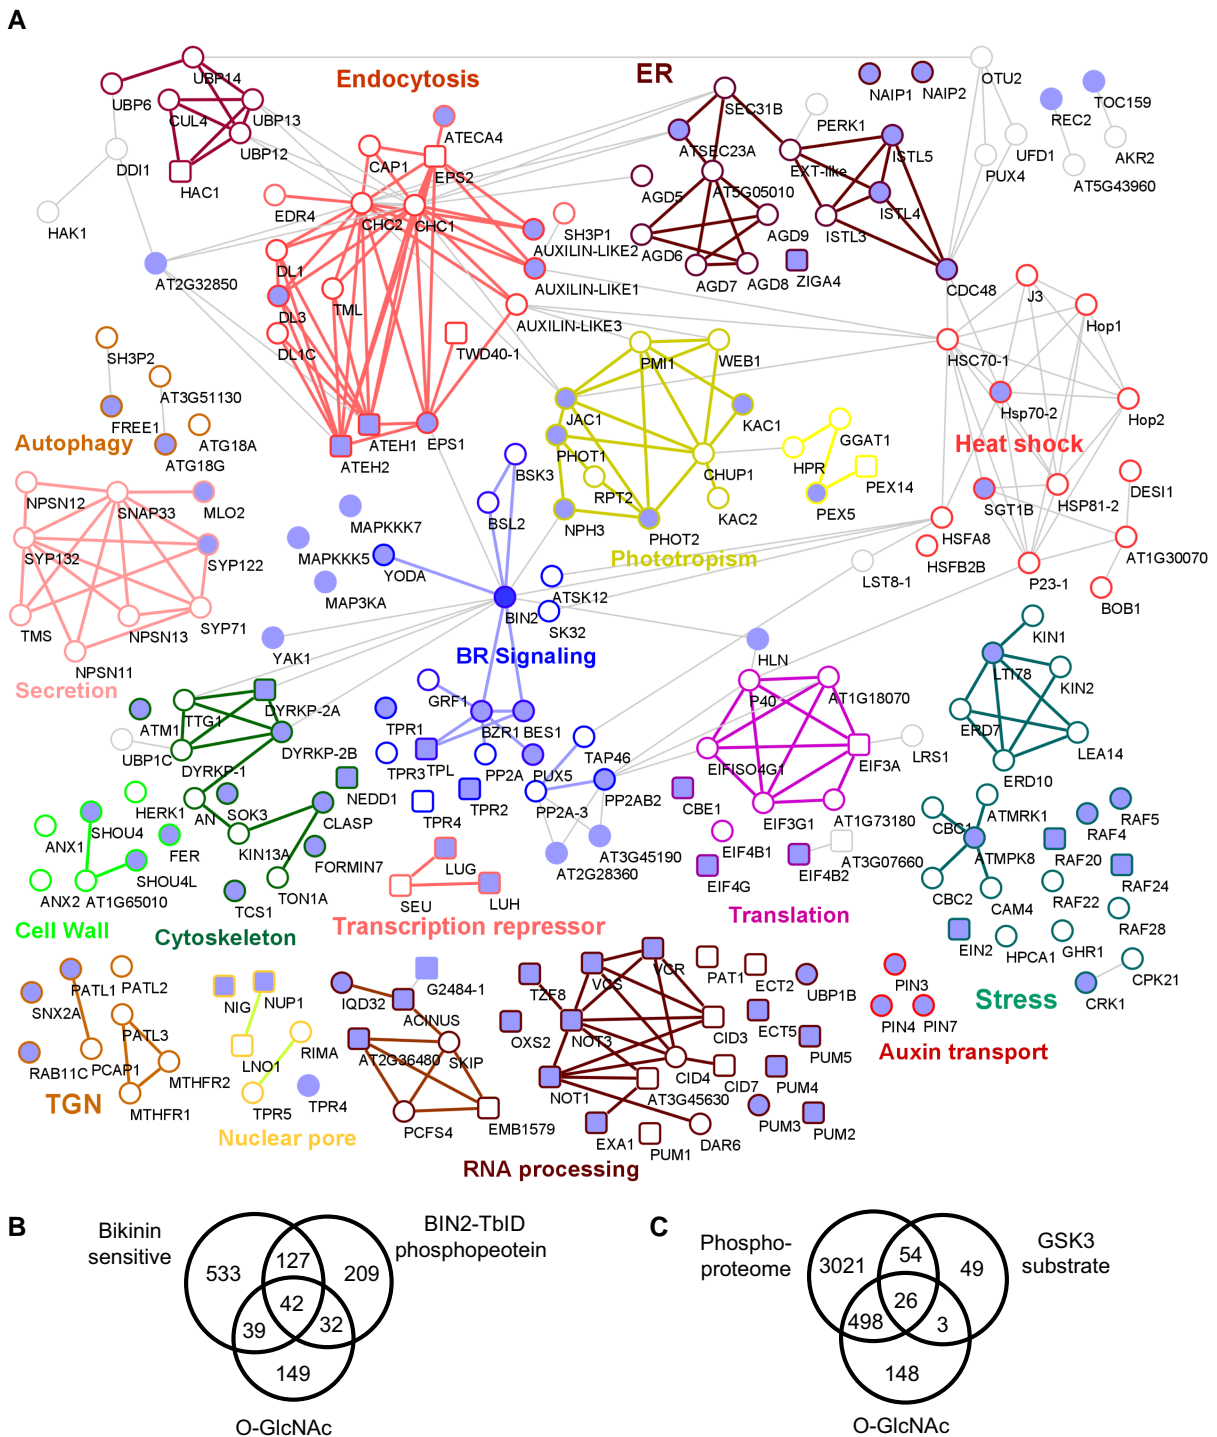 A
UBP14
UBP6
CUL4
UBP13
UBP12
DDI1
HAC1
HAK1
AT2G32850
Endocytosis
ATECA4
CAP1
EPS2
EDR4
CHC2
CHC1
SH3P1
AUXILIN-LIKE2
AUXILIN-LIKE1
DL1
TML
DL3
DL1C
AUXILIN-LIKE3
TWD40-1
ATEH1
EPS1
ATEH2
ER
SEC31B
NAIP1
NAIP2
PERK1
ATSEC23A
EXT-like
ISTL5
AGD5
AT5G05010
ISTL4
AGD9
ISTL3
AGD6
AGD7
AGD8
ZIGA4
CDC48
OTU2
REC2
TOC159
UFD1
AKR2
PUX4
AT5G43960
J3
Hop1
HSC70-1
Hsp70-2
Hop2
Heat shock
DESI1
SGT1B
HSP81-2
HSFA8
AT1G30070
HSFB2B
P23-1
BOB1
LST8-1
SH3P2
AT3G51130
FREE1
Autophagy
ATG18A
ATG18G
PMI1
WEB1
JAC1
KAC1
PHOT1
CHUP1
RPT2
KAC2
NPH3
PHOT2
Phototropism
GGAT1
HPR
PEX14
PEX5
NPSN12
SNAP33
MLO2
SYP132
SYP122
TMS
NPSN13
SYP71
NPSN11
Secretion
MAPKKK7
MAPKKK5
YODA
MAP3KA
YAK1
BSK3
BSL2
ATSK12
BIN2
SK32
BR Signaling
GRF1
TPR1
BZR1
BES1
TPR3
TPL
PP2A
PUX5
TAP46
TPR2
TPR4
PP2A-3
PP2AB2
AT3G45190
AT2G28360
HLN
P40
AT1G18070
EIFISO4G1
EIF3A
LRS1
CBE1
EIF3G1
AT1G73180
EIF4B1
EIF4B2
AT3G07660
EIF4G
Translation
KIN1
LTI78
KIN2
ERD7
LEA14
ERD10
CBC1
ATMRK1
RAF4
RAF5
ATMPK8
RAF20
CBC2
CAM4
RAF22
RAF24
EIN2
HPCA1
GHR1
RAF28
CRK1
CPK21
Stress
DYRKP-2A
ATM1
TTG1
UBP1C
DYRKP-1
DYRKP-2B
HERK1
AN
SOK3
NEDD1
CLASP
KIN13A
FORMIN7
TCS1
TON1A
Cytoskeleton
ANX1
SHOU4
FER
SHOU4L
ANX2
AT1G65010
Cell Wall
LUG
SEU
LUH
Transcription repressor
PATL1
PATL2
SNX2A
PATL3
RAB11C
PCAP1
MTHFR2
TGN
MTHFR1
NIG
NUP1
LNO1
RIMA
TPR5
TPR4
Nuclear pore
IQD32
G2484-1
ACINUS
AT2G36480
SKIP
PCFS4
EMB1579
TZF8
VCS
VCR
PAT1
ECT2
UBP1B
OXS2
NOT3
CID3
ECT5
PUM5
CID4
CID7
PUM4
NOT1
AT3G45630
PUM3
PUM2
EXA1
PUM1
DAR6
RNA processing
PIN3
PIN4
PIN7
Auxin transport
B
Bikinin
sensitive
BIN2-TbID
phosphopeotein
533
127
209
42
39
32
149
O-GlcNAc
C
Phospho-
proteome
GSK3
substrate
3021
54
49
26
498
3
148
O-GlcNAc